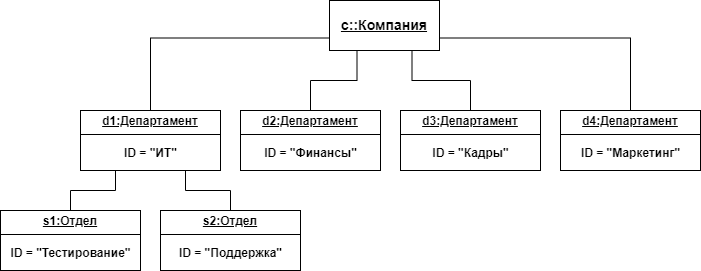 c::Компания
d1:Департамент
ID = "ИТ"
d2:Департамент
ID = "Финансы"
d3:Департамент
ID = "Кадры"
d4:Департамент
ID = "Маркетинг"
s1:Отдел
ID = "Тестирование"
s2:Отдел
ID = "Поддержка"